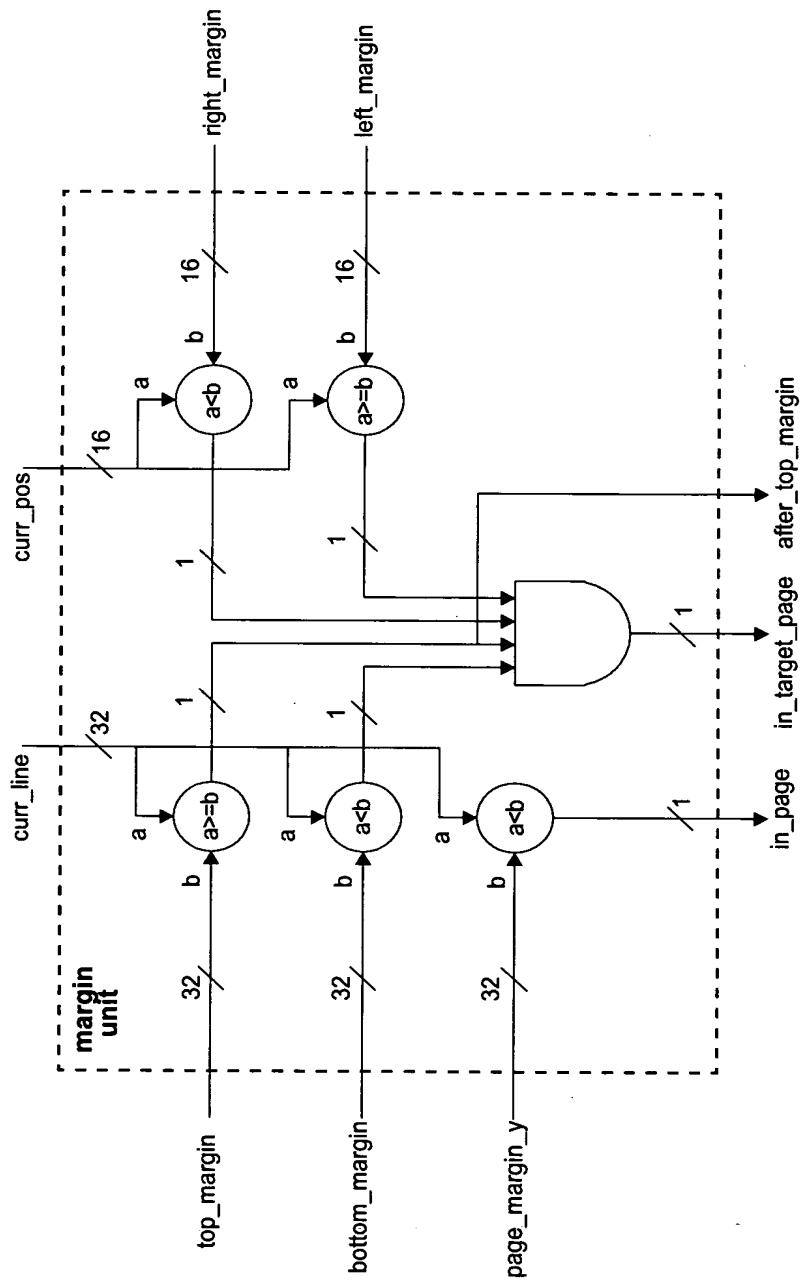 curr_line
curr_pos
margin
unit
32
16
top_margin
32
b
a
a>=b
1
1
a
a<b
b
16
right_margin
bottom_margin
32
b
a
a<b
1
1
a
a>=b
b
16
left_margin
page_margin_y
32
b
a
a<b
1
1
in_page
in_target_page
after_top_margin